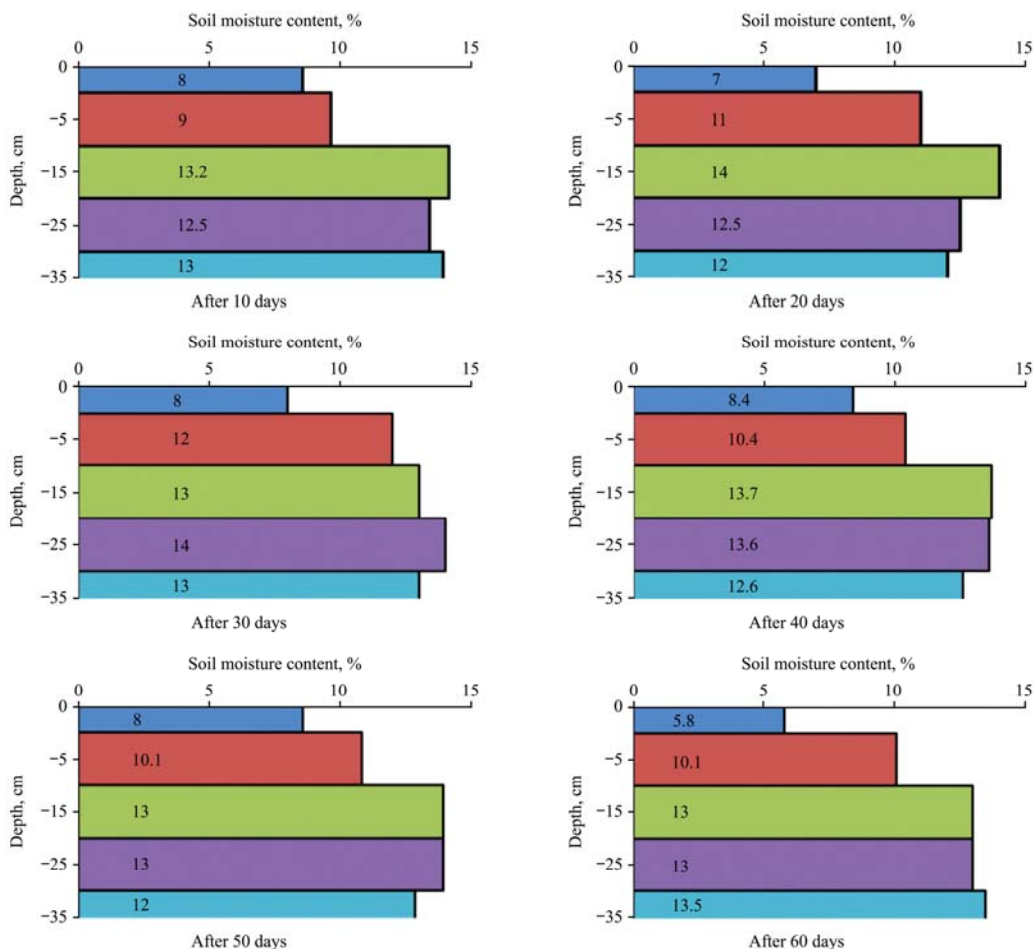 Soil moisture content, %
0 5 10 15
0
8
−5
9
−15
13.2
−25
12.5
−35
13
Depth, cm
After 10 days
Soil moisture content, %
0 5 10 15
0
7
−5
11
−15
14
−25
12.5
−35
12
Depth, cm
After 20 days
Soil moisture content, %
0 5 10 15
0
8
−5
12
−15
13
−25
14
−35
13
Depth, cm
After 30 days
Soil moisture content, %
0 5 10 15
0
8.4
−5
10.4
−15
13.7
−25
13.6
−35
12.6
Depth, cm
After 40 days
Soil moisture content, %
0 5 10 15
0
8
−5
10.1
−15
13
−25
13
−35
12
Depth, cm
After 50 days
Soil moisture content, %
0 5 10 15
0
5.8
−5
10.1
−15
13
−25
13
−35
13.5
Depth, cm
After 60 days